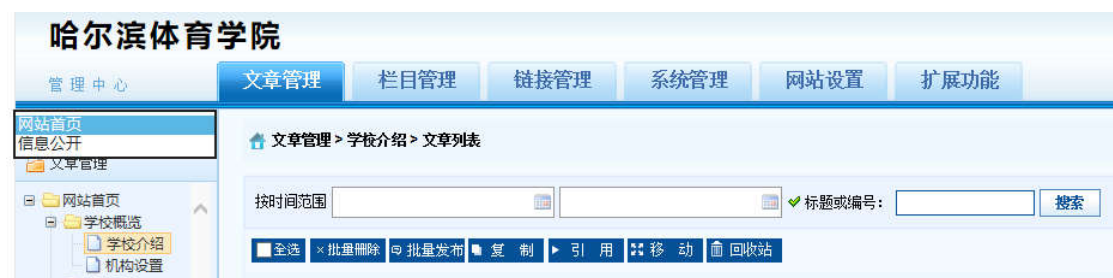 哈尔滨体育学院
管理中心
文章管理 栏目管理 链接管理 系统管理 网站设置 扩展功能
网站首页
信息公开
文章管理
文章管理 > 学校介绍 > 文章列表
网站首页
学校概览
学校介绍
机构设置
按时间范围 标题或编号： 搜索
全选 ×批量删除 批量发布 复 制 引 用 移 动 回收站